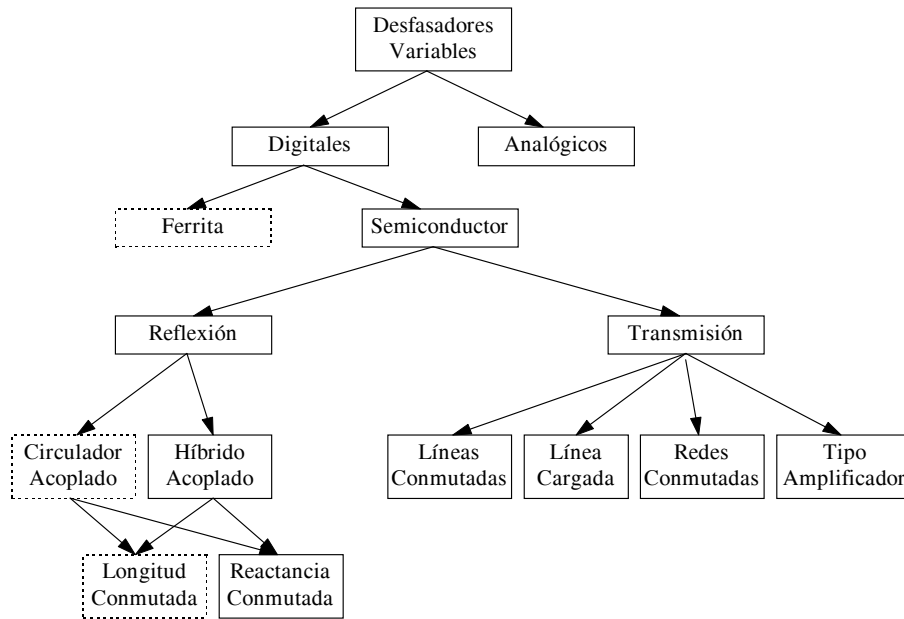 Desfasadores
Variables
Digitales
Analógicos
Ferrita
Semiconductor
Reflexión
Transmisión
Circulador
Acoplado
Híbrido
Acoplado
Líneas
Conmutadas
Línea
Cargada
Redes
Conmutadas
Tipo
Amplificador
Longitud
Conmutada
Reactancia
Conmutada